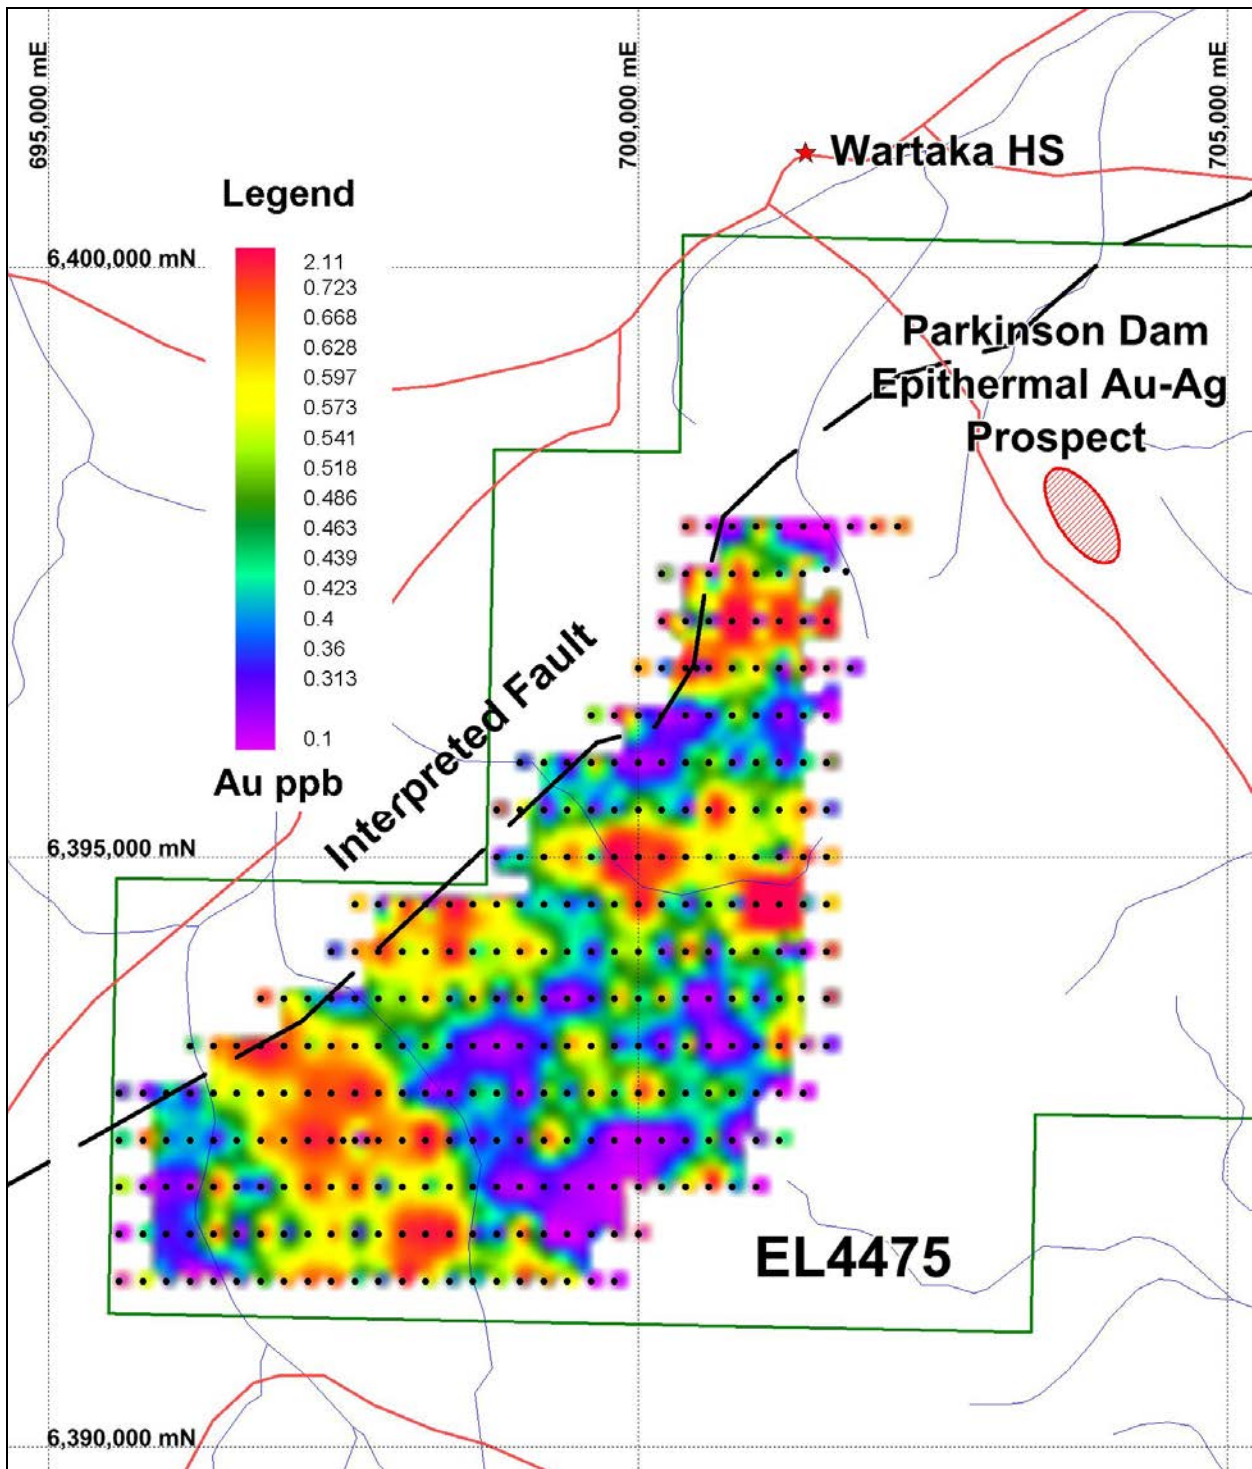 695,000 mE
700,000 mE
705,000 mE
Wartaka HS
Legend
6,400,000 mN
2.11
0.723
0.668
0.628
0.597
0.573
0.541
0.518
0.486
0.463
0.439
0.423
0.4
0.36
0.313
0.1
Au ppb
Parkinson Dam
Epithermal Au-Ag
Prospect
Interpreted Fault
6,395,000 mN
EL4475
6,390,000 mN